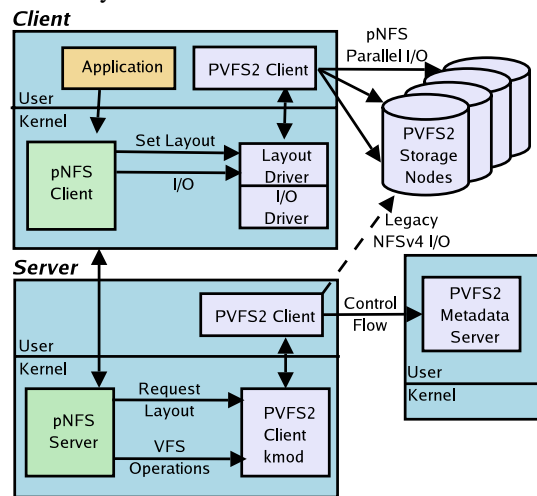 Client
pNFS
Parallel I/O
Application
PVFS2 Client
User
Kernel
PVFS2
Storage
Nodes
Set Layout
pNFS
Client
I/O
Layout
Driver
I/O
Driver
Legacy
NFSv4 I/O
Server
PVFS2 Client
Control
Flow
PVFS2
Metadata
Server
User
Kernel
User
Kernel
Request
Layout
pNFS
Server
PVFS2
Client
kmod
VFS
Operations